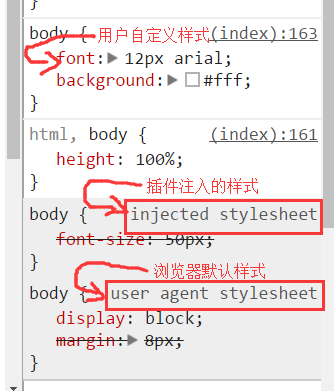 body { 用户自定义样式 (index):163
font:▶ 12px arial;
background:▶ #fff;
}
html, body { (index):161
height: 100%;
}
插件注入的样式
body { injected stylesheet
font-size: 50px;
}
浏览器默认样式
body { user agent stylesheet
display: block;
margin:▶ 8px;
}